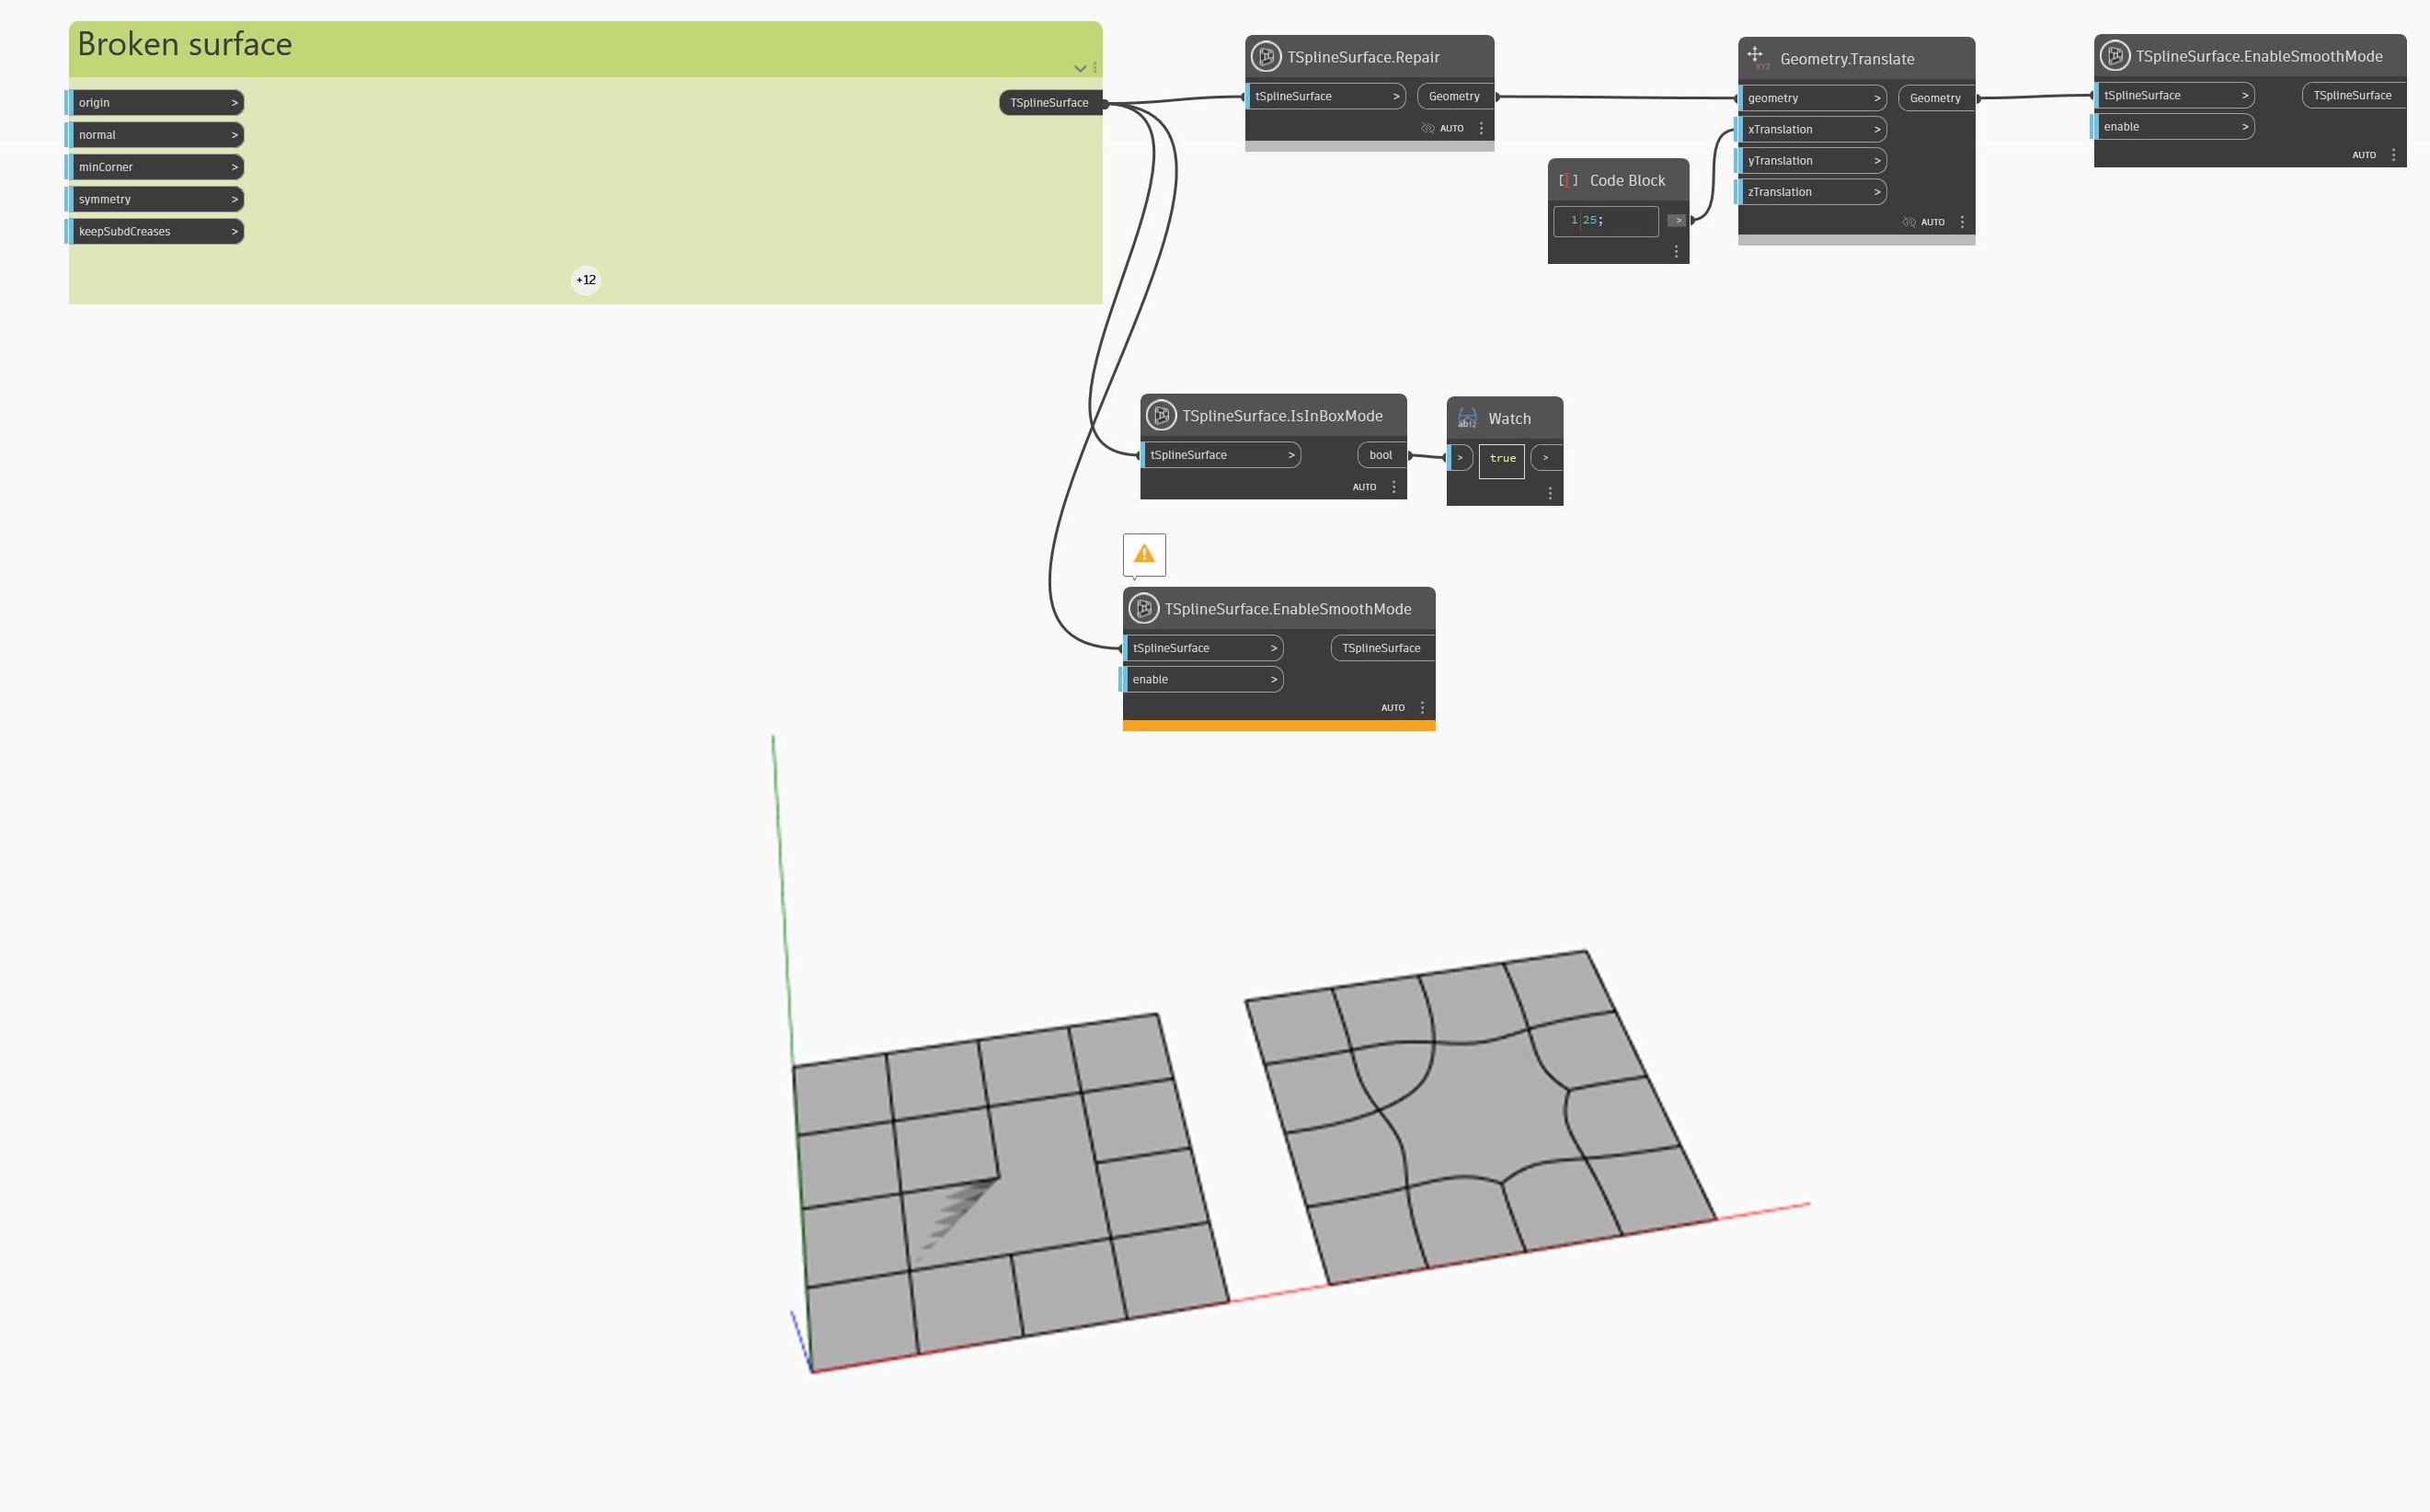 Broken surface
origin >
normal >
minCorner >
symmetry >
keepSubdCreases >
TSplineSurface
+12
TSplineSurface.Repair
tSplineSurface > Geometry
AUTO
Code Block
1 25; >
Geometry.Translate
XYZ
geometry > Geometry
xTranslation >
yTranslation >
zTranslation >
AUTO
TSplineSurface.EnableSmoothMode
tSplineSurface > TSplineSurface
enable >
AUTO
TSplineSurface.IsInBoxMode
tSplineSurface > bool
AUTO
Watch
ab12
> true >
TSplineSurface.EnableSmoothMode
tSplineSurface > TSplineSurface
enable >
AUTO